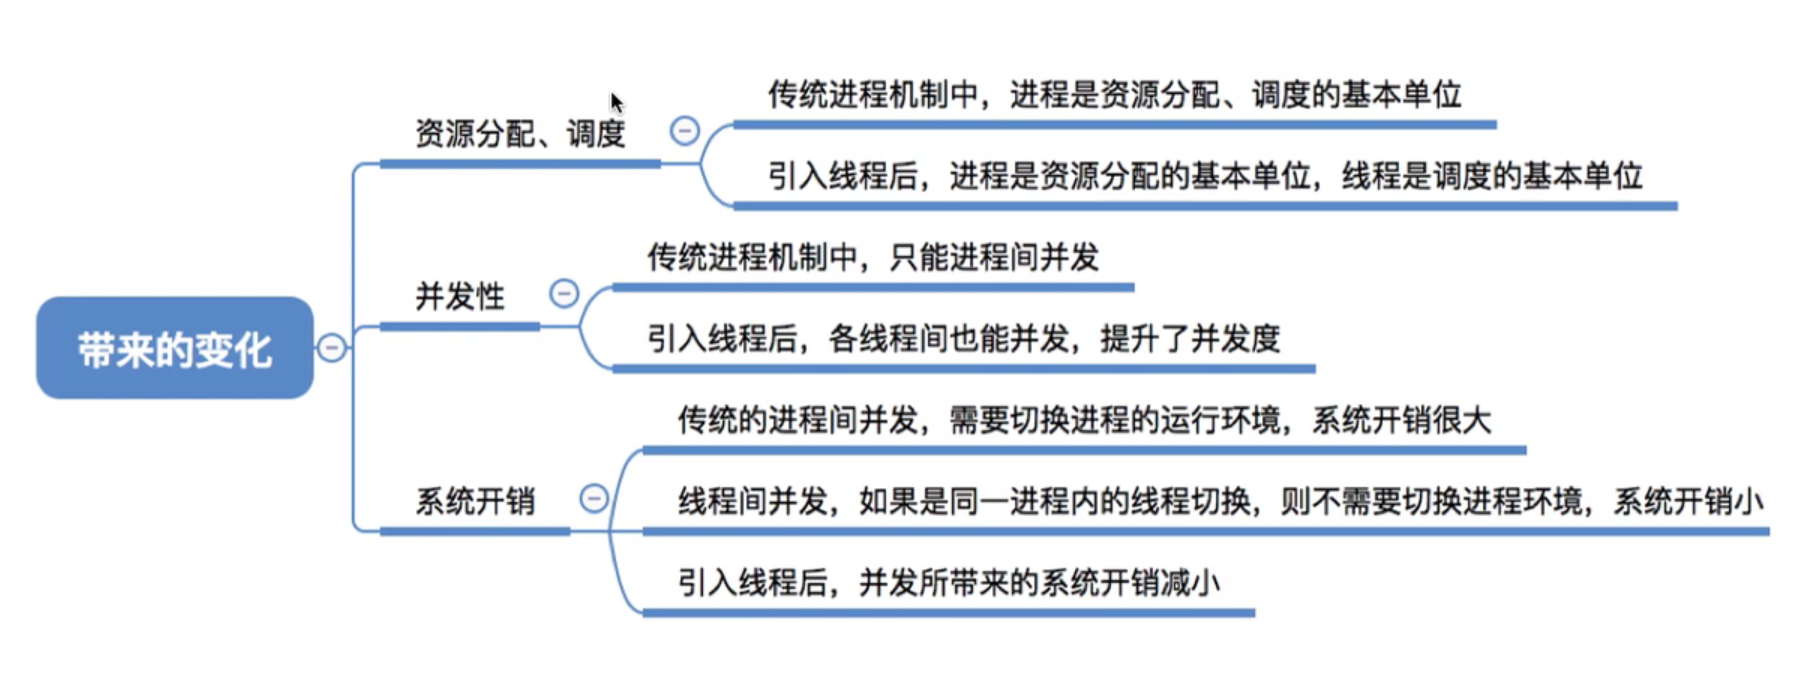 带来的变化
资源分配、调度
传统进程机制中，进程是资源分配、调度的基本单位
引入线程后，进程是资源分配的基本单位，线程是调度的基本单位
并发性
传统进程机制中，只能进程间并发
引入线程后，各线程间也能并发，提升了并发度
系统开销
传统的进程间并发，需要切换进程的运行环境，系统开销很大
线程间并发，如果是同一进程内的线程切换，则不需要切换进程环境，系统开销小
引入线程后，并发所带来的系统开销减小